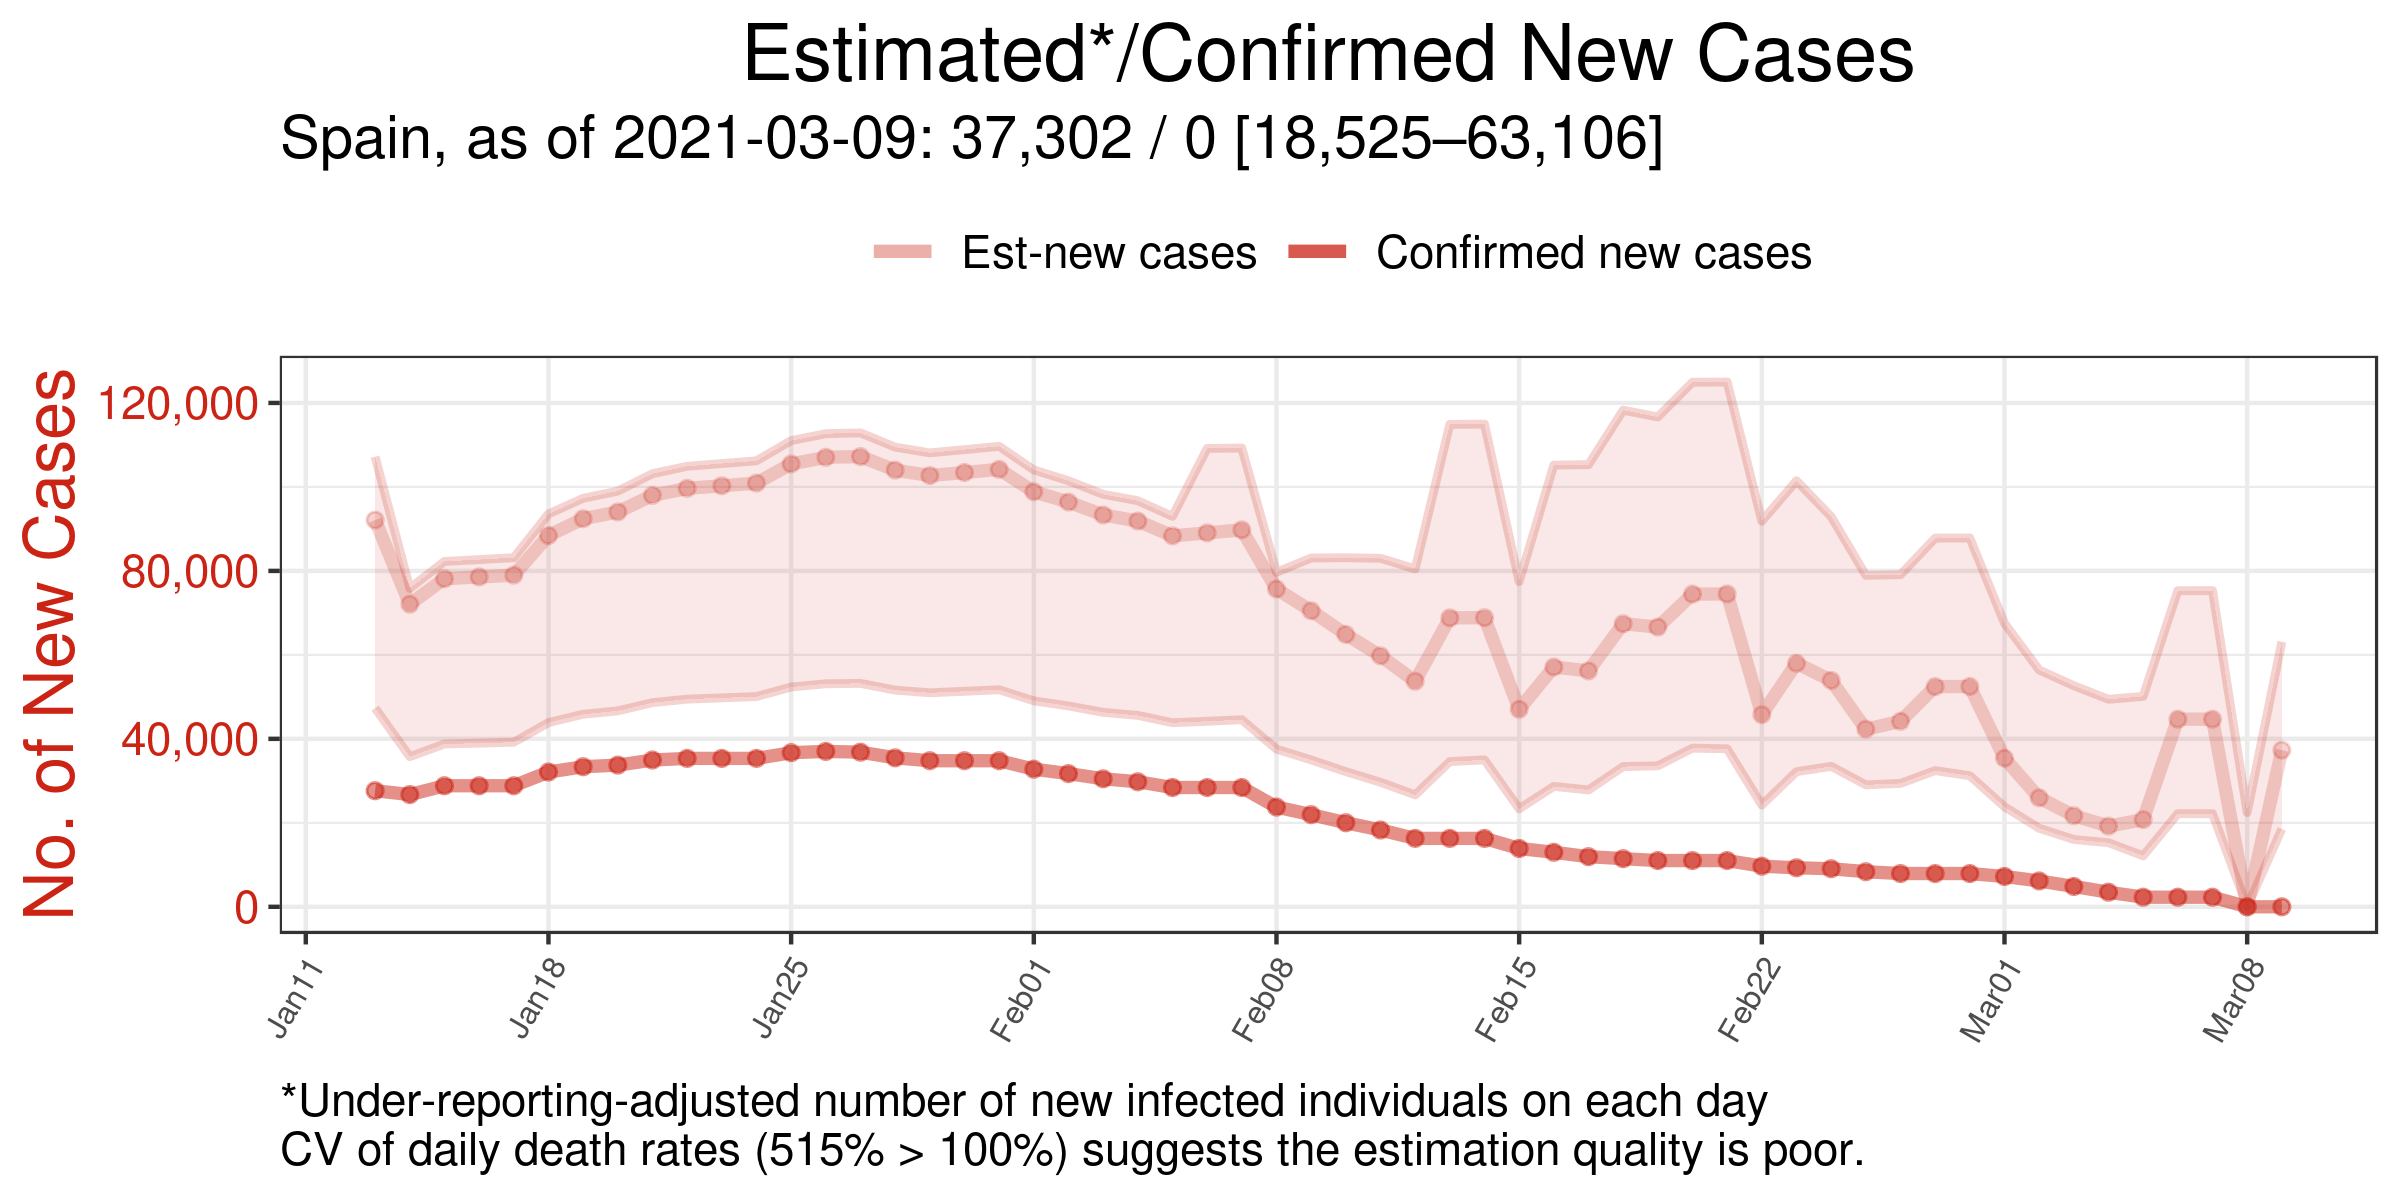 Estimated*/Confirmed New Cases
Spain, as of 2021-03-09: 37,302 / 0 [18,525–63,106]
Est-new cases
Confirmed new cases
No. of New Cases
120,000
80,000
40,000
0
Jan11
Jan18
Jan25
Feb01
Feb08
Feb15
Feb22
Mar01
Mar08
*Under-reporting-adjusted number of new infected individuals on each day
CV of daily death rates (515% > 100%) suggests the estimation quality is poor.